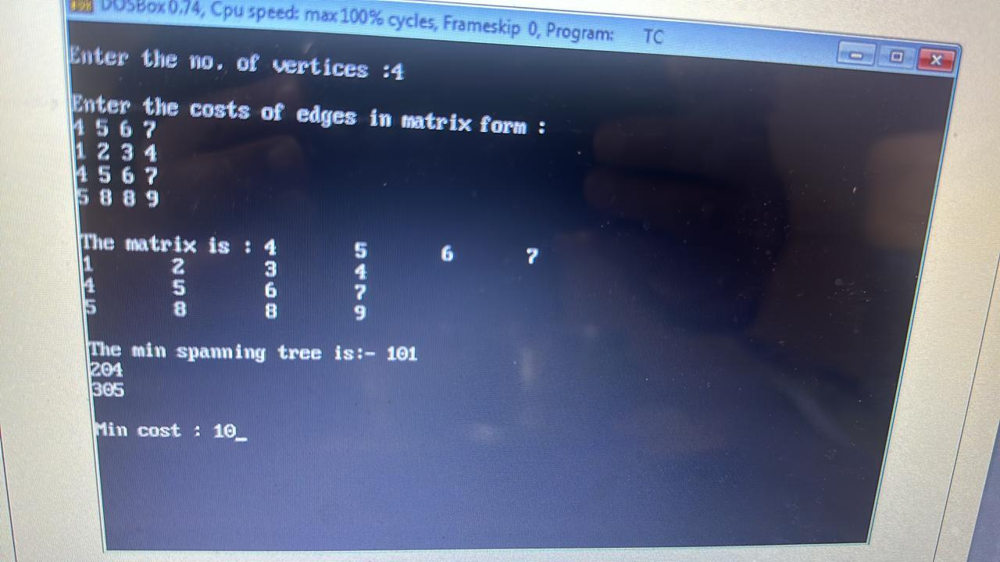 DOSBox 0.74, Cpu speed: max 100% cycles, Frameskip 0, Program: TC
Enter the no. of vertices :4
Enter the costs of edges in matrix form :
4 5 6 7
1 2 3 4
4 5 6 7
5 8 8 9
The matrix is : 4 5 6 7
1 2 3 4
4 5 6 7
5 8 8 9
The min spanning tree is:- 101
204
305
Min cost : 10_